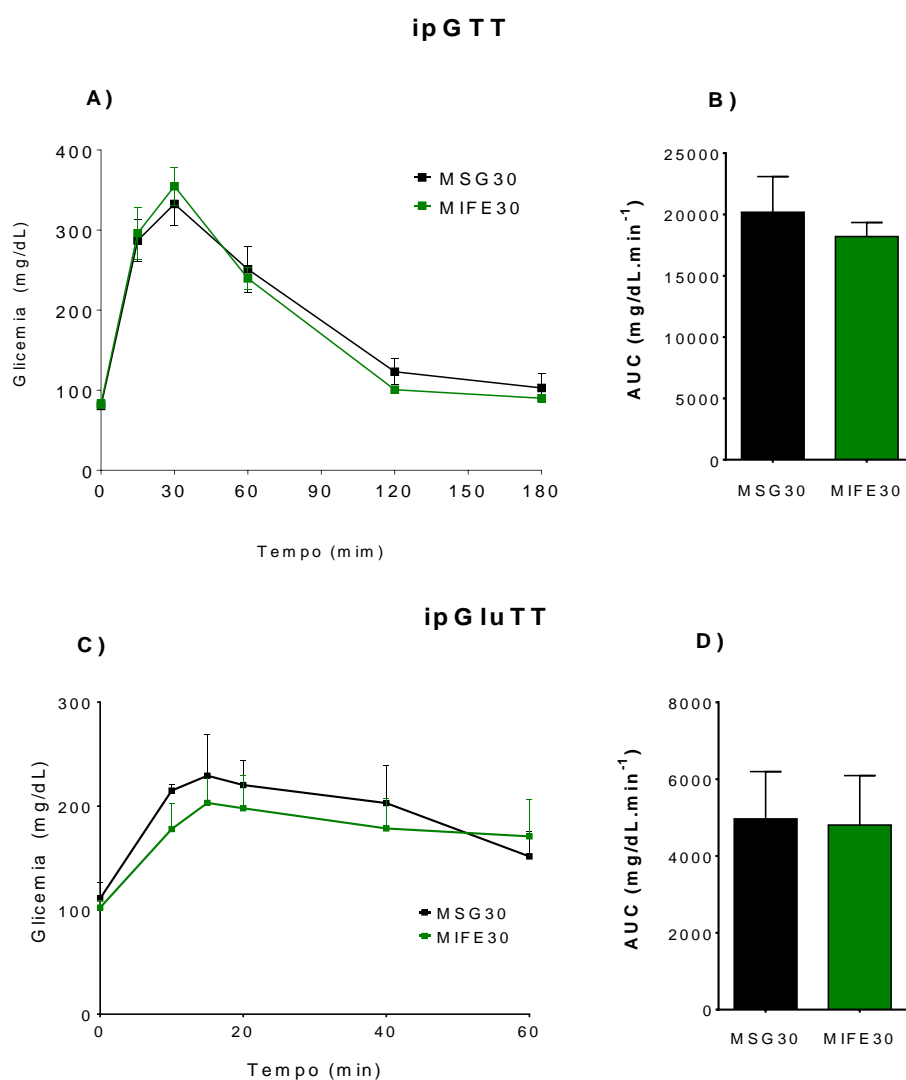 ipGTT
A)
400
300
200
100
0
Glicemia (mg/dL)
0 30 60 90 120 150 180
Tempo (mim)
MSG30
MIFE30
B)
25000
20000
15000
10000
5000
0
AUC (mg/dL.min⁻¹)
MSG30 MIFE30
ipGluTT
C)
300
200
100
0
Glicemia (mg/dL)
0 20 40 60
Tempo (min)
MSG30
MIFE30
D)
8000
6000
4000
2000
0
AUC (mg/dL.min⁻¹)
MSG30 MIFE30